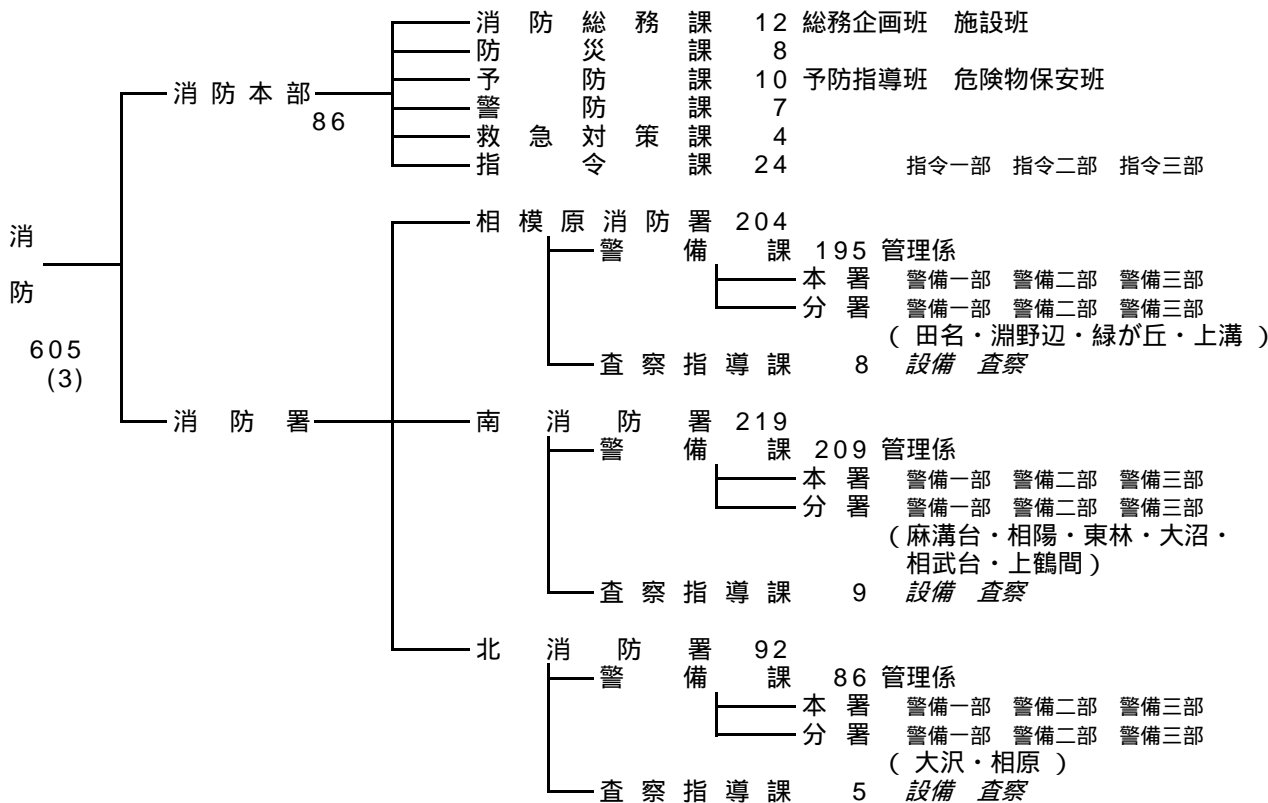 消防総務課 12 総務企画班 施設班
防災課 8
予防課 10 予防指導班 危険物保安班
消防本部
86
警防課 7
救急対策課 4
指令課 24 指令一部 指令二部 指令三部
消防
605
(3)
相模原消防署 204
警備課 195 管理係
本署 警備一部 警備二部 警備三部
分署 警備一部 警備二部 警備三部
( 田名・淵野辺・緑が丘・上溝 )
査察指導課 8 設備 査察
消防署
南消防署 219
警備課 209 管理係
本署 警備一部 警備二部 警備三部
分署 警備一部 警備二部 警備三部
(麻溝台・相陽・東林・大沼・
相武台・上鶴間)
査察指導課 9 設備 査察
北消防署 92
警備課 86 管理係
本署 警備一部 警備二部 警備三部
分署 警備一部 警備二部 警備三部
( 大沢・相原 )
査察指導課 5 設備 査察